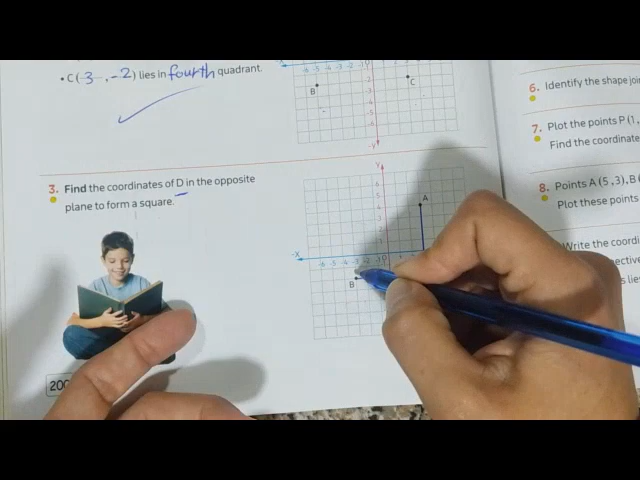 • C(-3-,-2) lies in fourth quadrant.
B
C
-Y
3. Find the coordinates of D in the opposite
plane to form a square.
Y
A
-X
B
200
6. Identify the shape joi
7. Plot the points P (1,
Find the coordinate
8. Points A (5,3), B (
Plot these points
Write the coordi